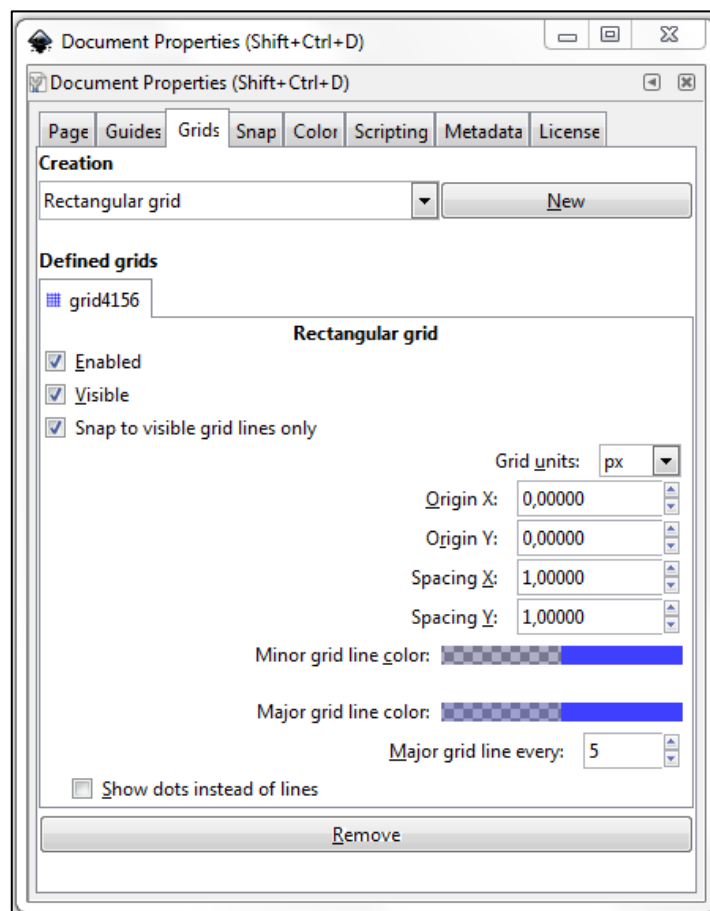 Document Properties (Shift+Ctrl+D)
Document Properties (Shift+Ctrl+D)
Page Guides Grids Snap Color Scripting Metadata License
Creation
Rectangular grid New
Defined grids
grid4156
Rectangular grid
Enabled
Visible
Snap to visible grid lines only
Grid units: px
Origin X: 0,00000
Origin Y: 0,00000
Spacing X: 1,00000
Spacing Y: 1,00000
Minor grid line color:
Major grid line color:
Major grid line every: 5
Show dots instead of lines
Remove